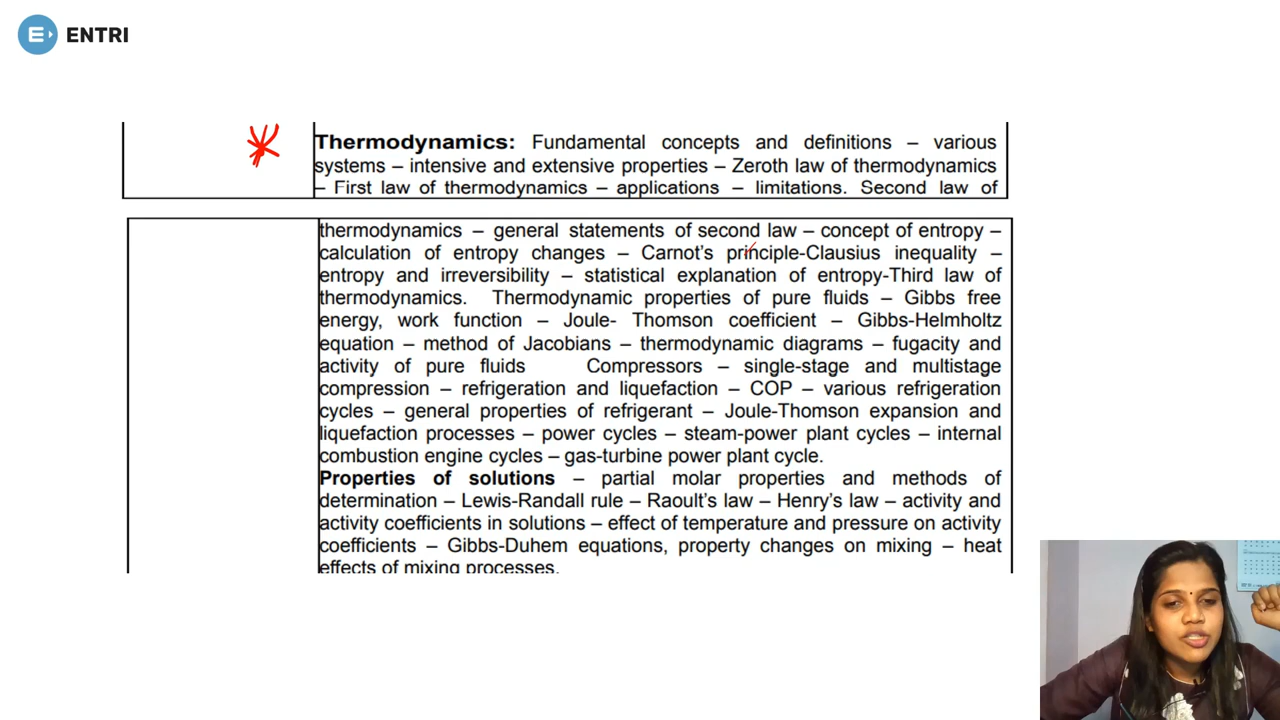 ENTRI
Thermodynamics: Fundamental concepts and definitions – various
systems – intensive and extensive properties – Zeroth law of thermodynamics
– First law of thermodynamics – applications – limitations. Second law of
thermodynamics – general statements of second law – concept of entropy –
calculation of entropy changes – Carnot's principle-Clausius inequality –
entropy and irreversibility – statistical explanation of entropy-Third law of
thermodynamics. Thermodynamic properties of pure fluids – Gibbs free
energy, work function – Joule- Thomson coefficient – Gibbs-Helmholtz
equation – method of Jacobians – thermodynamic diagrams – fugacity and
activity of pure fluids Compressors – single-stage and multistage
compression – refrigeration and liquefaction – COP – various refrigeration
cycles – general properties of refrigerant – Joule-Thomson expansion and
liquefaction processes – power cycles – steam-power plant cycles – internal
combustion engine cycles – gas-turbine power plant cycle.
Properties of solutions – partial molar properties and methods of
determination – Lewis-Randall rule – Raoult's law – Henry's law – activity and
activity coefficients in solutions – effect of temperature and pressure on activity
coefficients – Gibbs-Duhem equations, property changes on mixing – heat
effects of mixing processes.